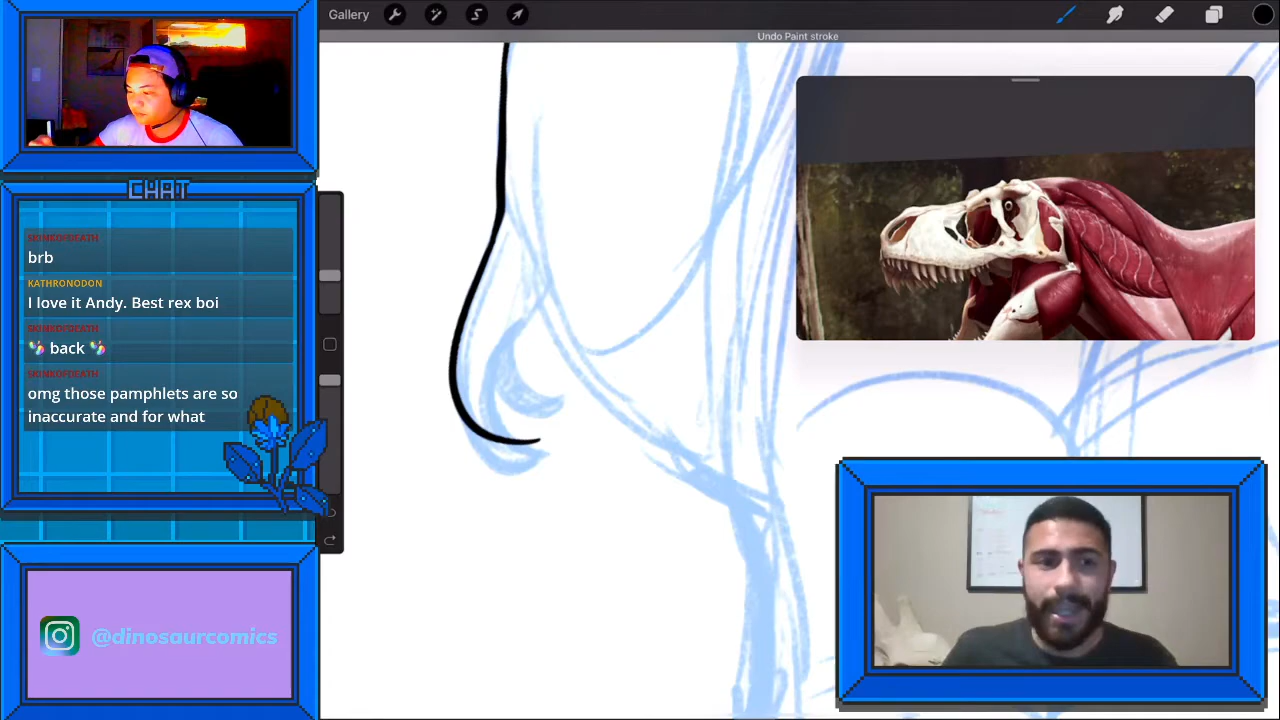 Gallery
Undo Paint stroke
CHAT
SKIMEDFDEATH
brb
KATHRONODON
I love it Andy. Best rex boi
back
omg those pamphlets are so
inaccurate and for what
@dinosaurcomics